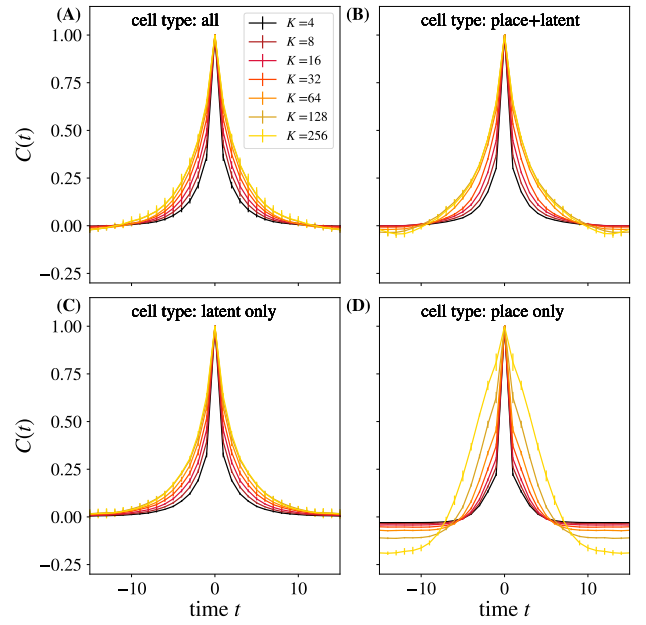 (A) cell type: all
K = 4
K = 8
K = 16
K = 32
K = 64
K = 128
K = 256
(B) cell type: place+latent
1.00
0.75
0.50
0.25
0.00
−0.25
C(t)
(C) cell type: latent only
(D) cell type: place only
1.00
0.75
0.50
0.25
0.00
−0.25
C(t)
−10 0 10
−10 0 10
time t
time t